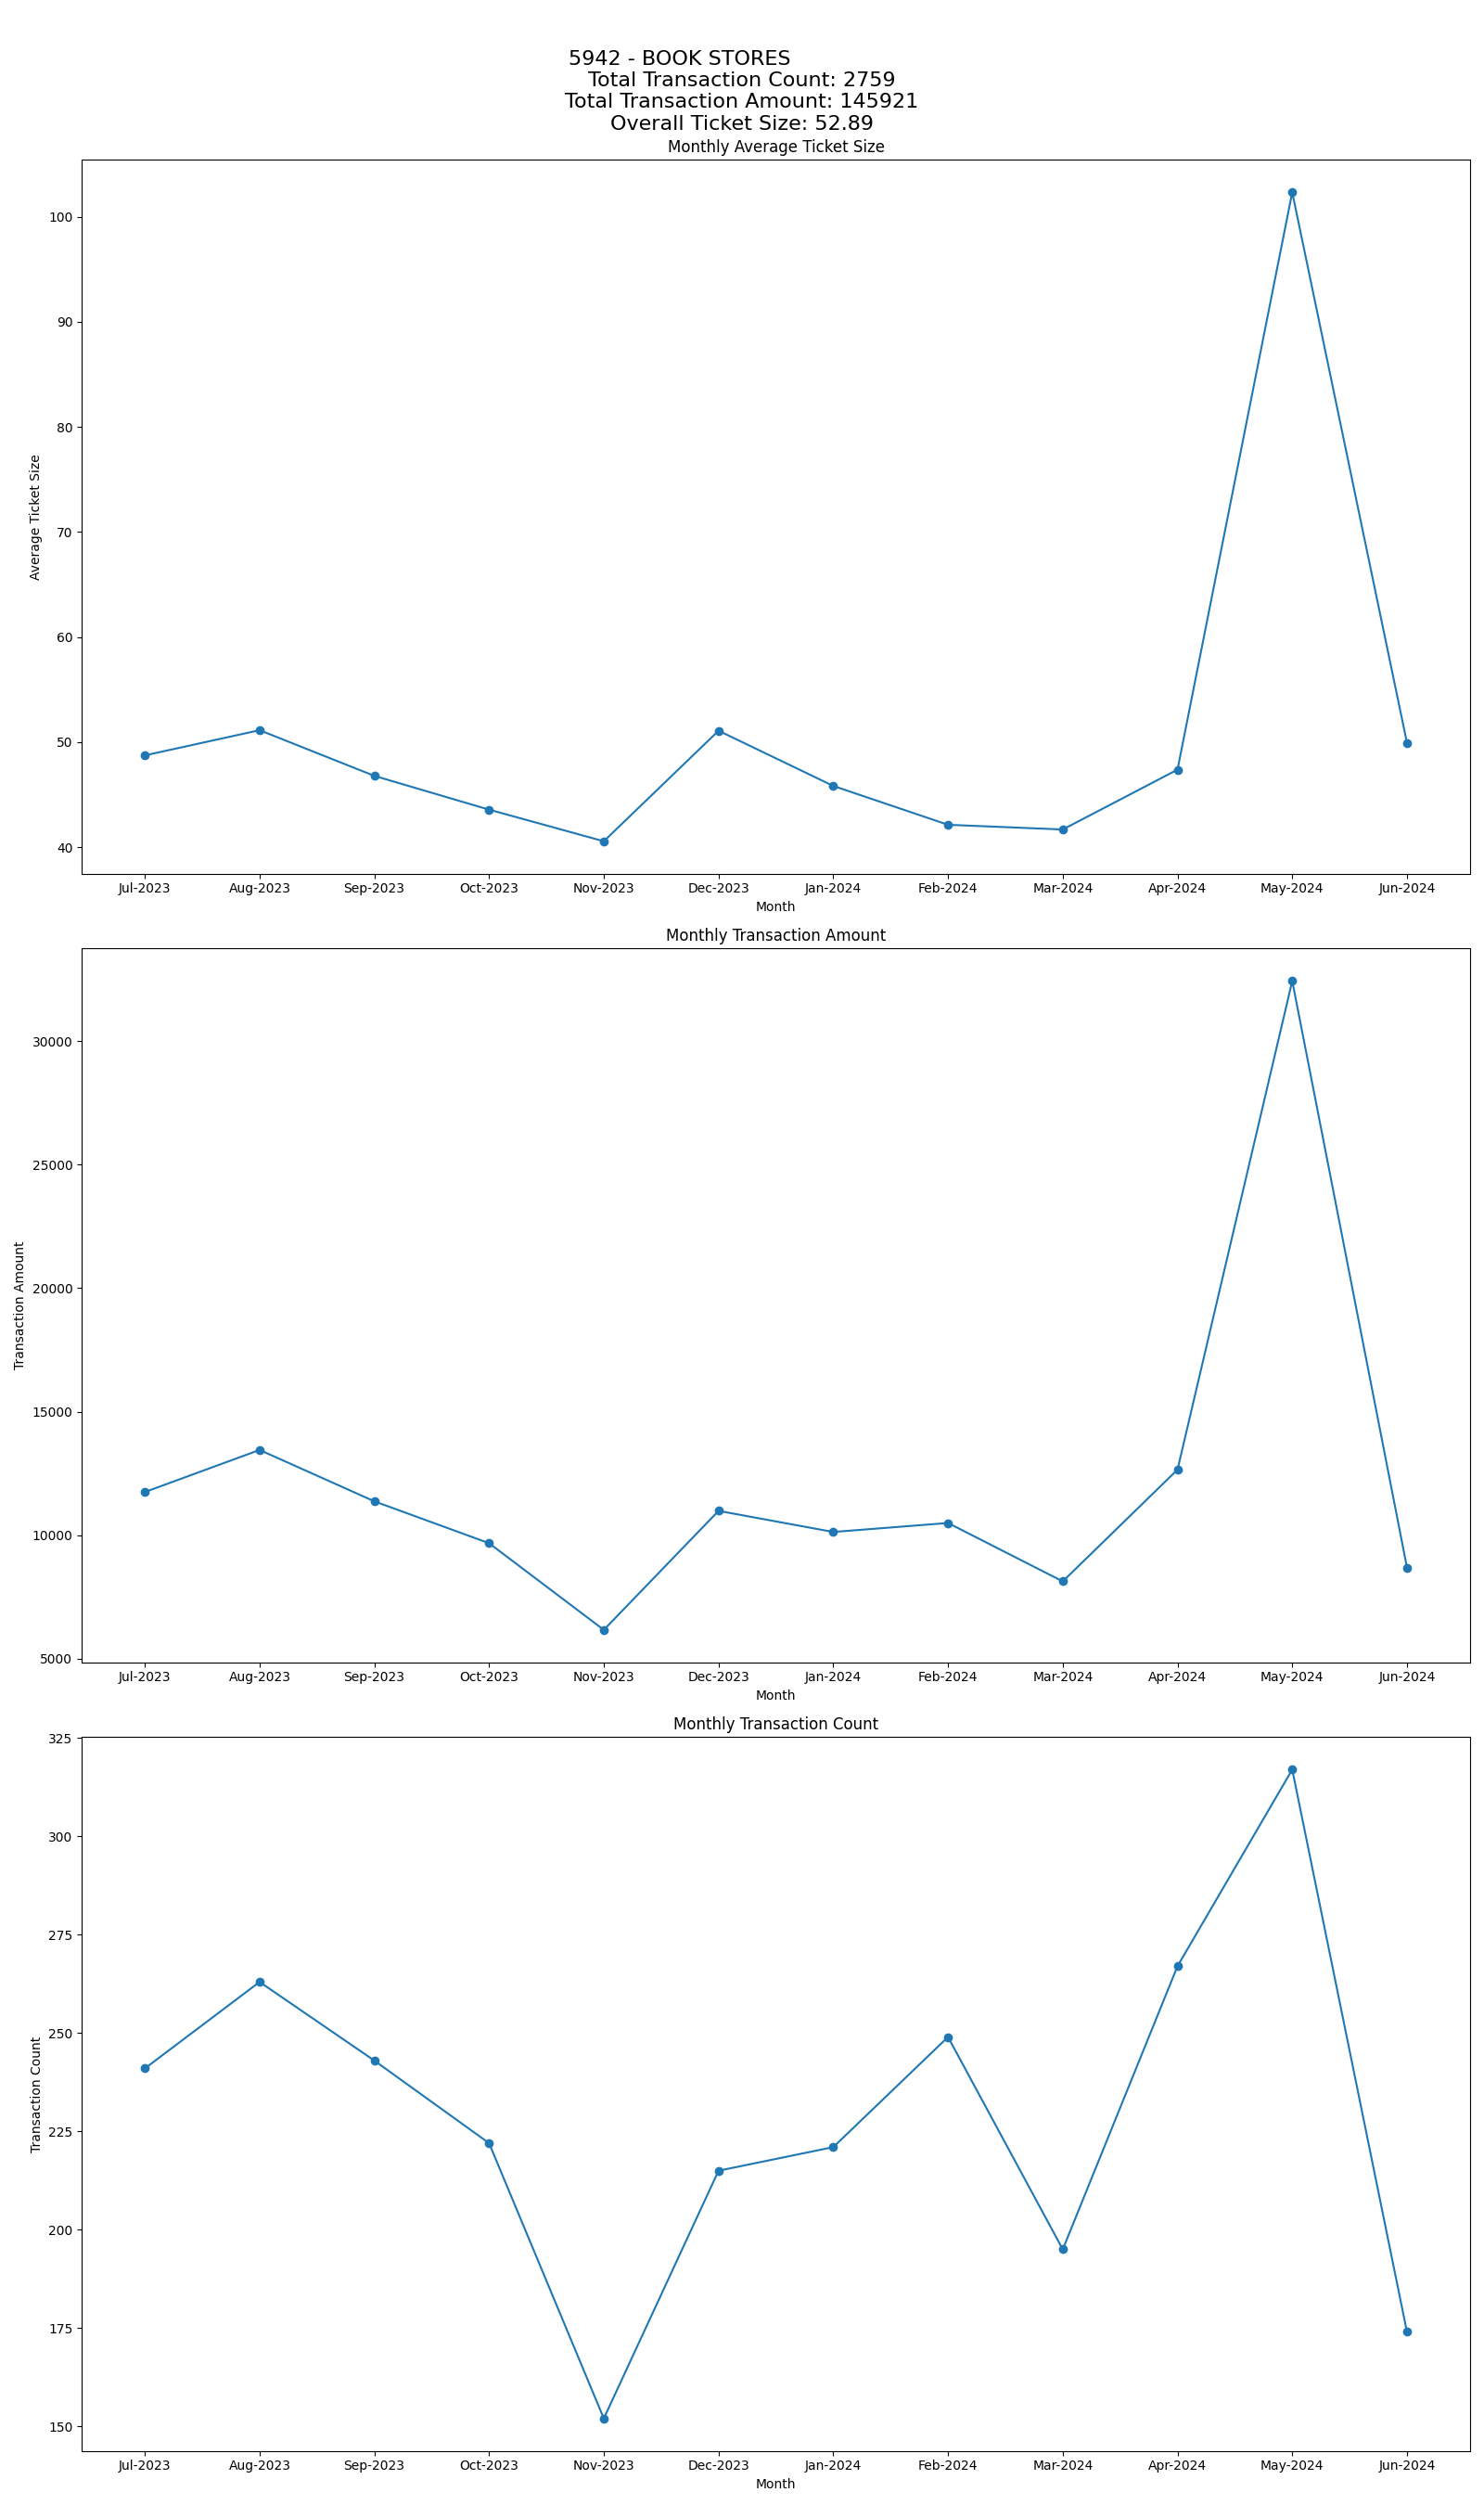 5942 - BOOK STORES
Total Transaction Count: 2759
Total Transaction Amount: 145921
Overall Ticket Size: 52.89
Monthly Average Ticket Size
Average Ticket Size
100
90
80
70
60
50
40
Jul-2023 Aug-2023 Sep-2023 Oct-2023 Nov-2023 Dec-2023 Jan-2024 Feb-2024 Mar-2024 Apr-2024 May-2024 Jun-2024
Month
Monthly Transaction Amount
Transaction Amount
30000
25000
20000
15000
10000
5000
Jul-2023 Aug-2023 Sep-2023 Oct-2023 Nov-2023 Dec-2023 Jan-2024 Feb-2024 Mar-2024 Apr-2024 May-2024 Jun-2024
Month
Monthly Transaction Count
Transaction Count
325
300
275
250
225
200
175
150
Jul-2023 Aug-2023 Sep-2023 Oct-2023 Nov-2023 Dec-2023 Jan-2024 Feb-2024 Mar-2024 Apr-2024 May-2024 Jun-2024
Month